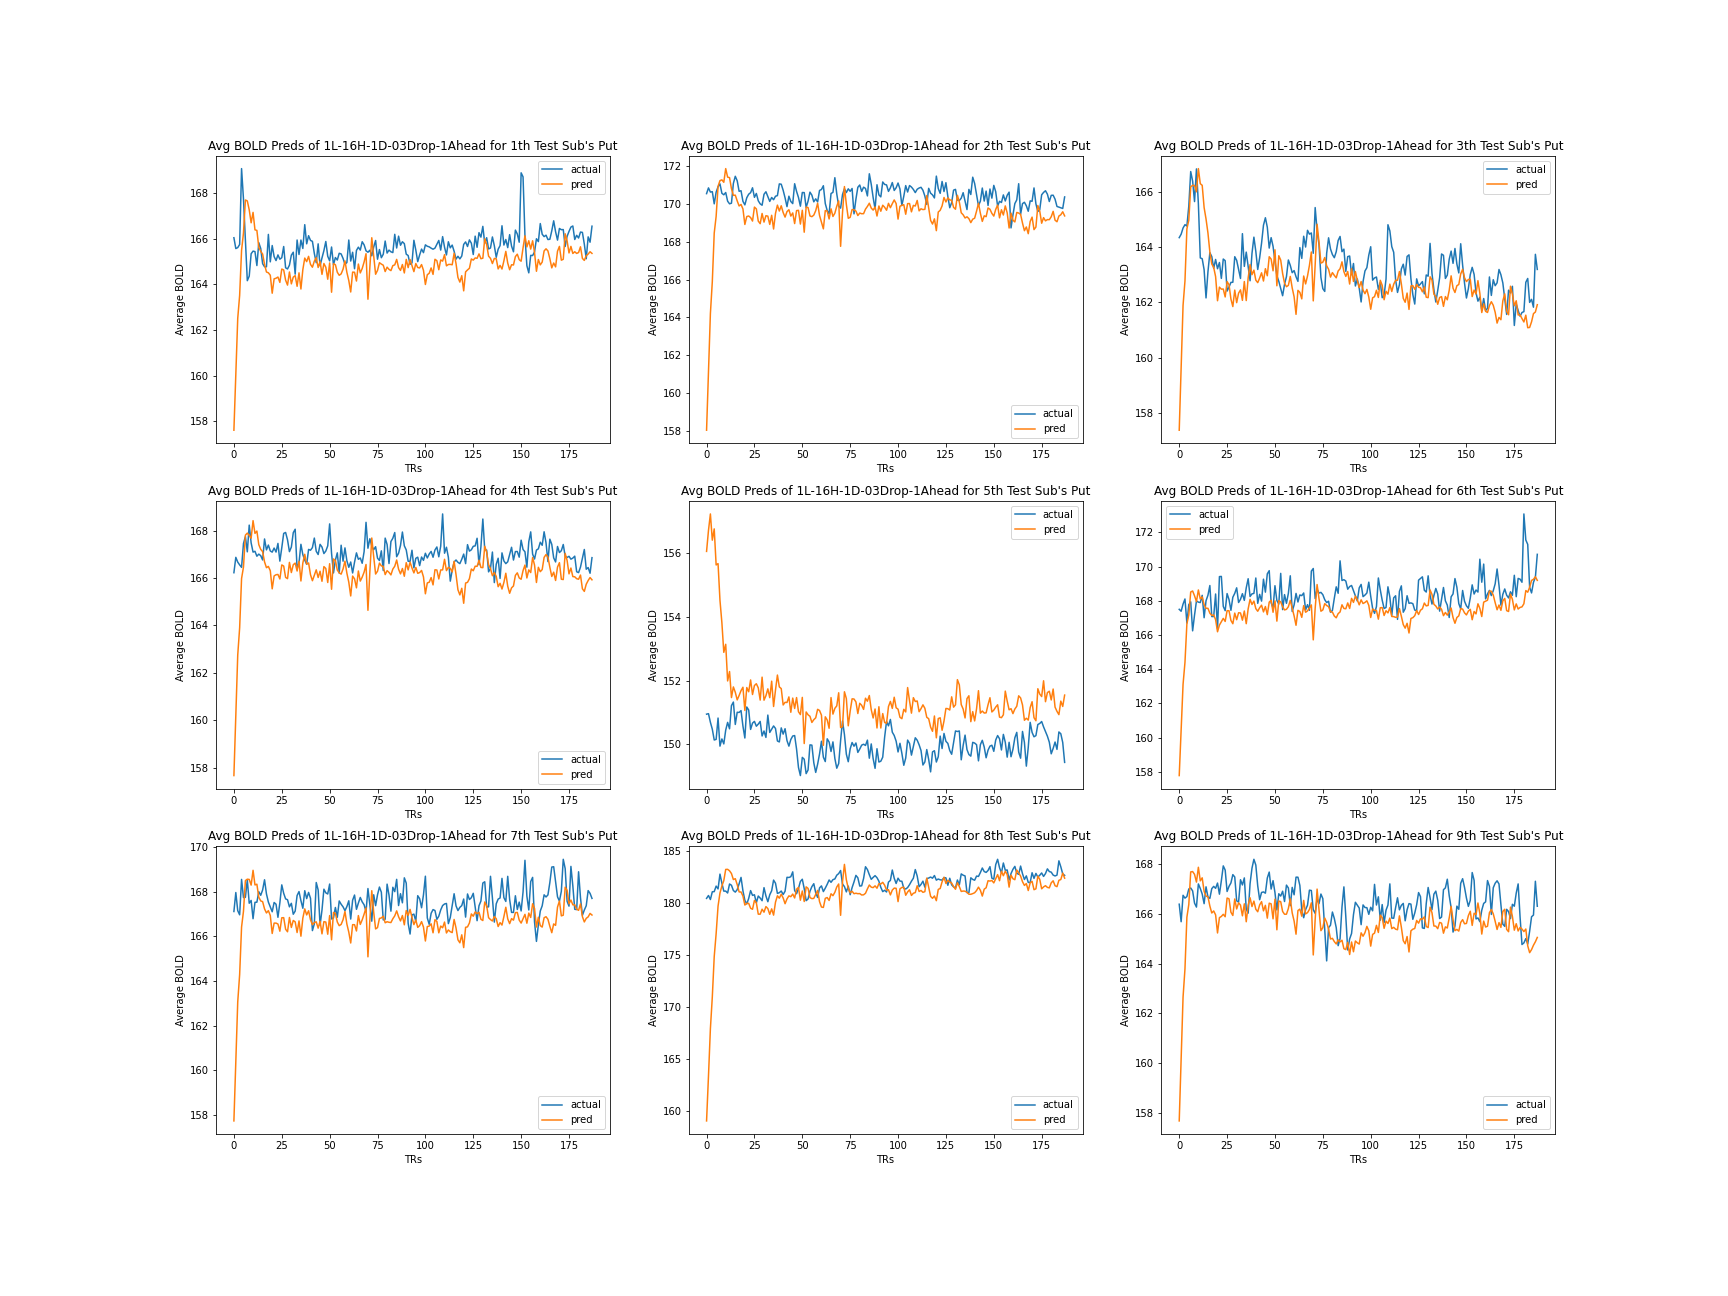 Avg BOLD Preds of 1L-16H-1D-03Drop-1Ahead for 1th Test Sub's Put
Average BOLD
168
166
164
162
160
158
actual
pred
0 25 50 75 100 125 150 175
TRs
Avg BOLD Preds of 1L-16H-1D-03Drop-1Ahead for 2th Test Sub's Put
Average BOLD
172
170
168
166
164
162
160
158
actual
pred
0 25 50 75 100 125 150 175
TRs
Avg BOLD Preds of 1L-16H-1D-03Drop-1Ahead for 3th Test Sub's Put
Average BOLD
166
164
162
160
158
actual
pred
0 25 50 75 100 125 150 175
TRs
Avg BOLD Preds of 1L-16H-1D-03Drop-1Ahead for 4th Test Sub's Put
Average BOLD
168
166
164
162
160
158
actual
pred
0 25 50 75 100 125 150 175
TRs
Avg BOLD Preds of 1L-16H-1D-03Drop-1Ahead for 5th Test Sub's Put
Average BOLD
156
154
152
150
actual
pred
0 25 50 75 100 125 150 175
TRs
Avg BOLD Preds of 1L-16H-1D-03Drop-1Ahead for 6th Test Sub's Put
Average BOLD
172
170
168
166
164
162
160
158
actual
pred
0 25 50 75 100 125 150 175
TRs
Avg BOLD Preds of 1L-16H-1D-03Drop-1Ahead for 7th Test Sub's Put
Average BOLD
170
168
166
164
162
160
158
actual
pred
0 25 50 75 100 125 150 175
TRs
Avg BOLD Preds of 1L-16H-1D-03Drop-1Ahead for 8th Test Sub's Put
Average BOLD
185
180
175
170
165
160
actual
pred
0 25 50 75 100 125 150 175
TRs
Avg BOLD Preds of 1L-16H-1D-03Drop-1Ahead for 9th Test Sub's Put
Average BOLD
168
166
164
162
160
158
actual
pred
0 25 50 75 100 125 150 175
TRs